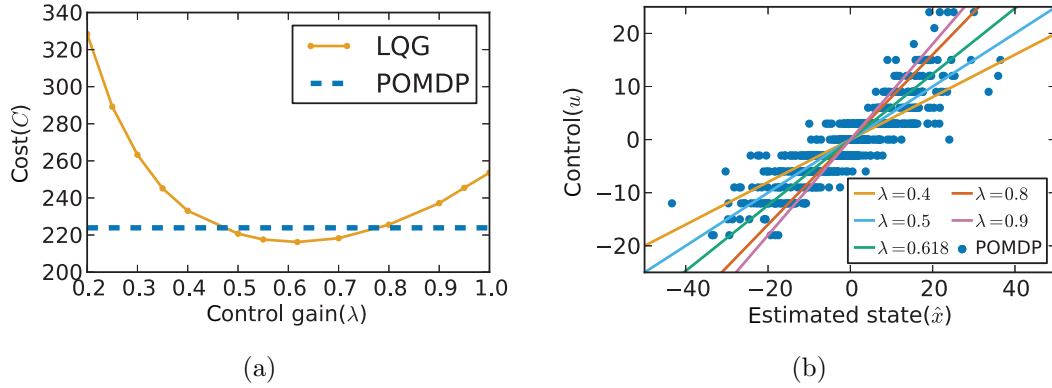 340
320
300
280
260
240
220
200
Cost(C)
0.2 0.3 0.4 0.5 0.6 0.7 0.8 0.9 1.0
Control gain(λ)
LQG
POMDP
(a)
20
10
0
−10
−20
Control(u)
−40 −20 0 20 40
Estimated state(x̂)
λ=0.4 λ=0.8
λ=0.5 λ=0.9
λ=0.618 POMDP
(b)